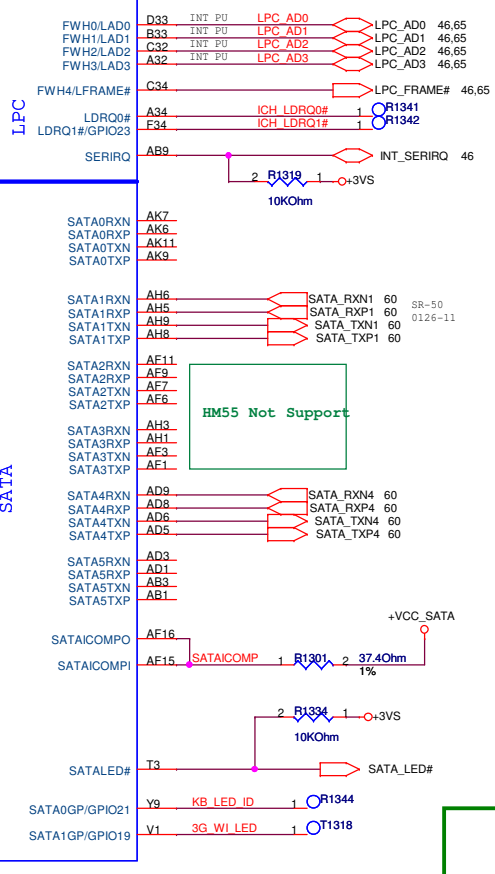 FWH0/LAD0 D33 INT PU LPC_AD0 LPC_AD0 46,65
FWH1/LAD1 B33 INT PU LPC_AD1 LPC_AD1 46,65
FWH2/LAD2 C32 INT PU LPC_AD2 LPC_AD2 46,65
FWH3/LAD3 A32 INT PU LPC_AD3 LPC_AD3 46,65
FWH4/LFRAME# C34 LPC_FRAME# 46,65
LPC
LDRQ0# A34 ICH_LDRQ0# 1 R1341
LDRQ1#/GPIO23 F34 ICH_LDRQ1# 1 R1342
SERIRQ AB9 INT_SERIRQ 46
2 R1319 1 +3VS
10KOhm
SATA0RXN AK7
SATA0RXP AK6
SATA0TXN AK11
SATA0TXP AK9
SATA1RXN AH6 SATA_RXN1 60
SATA1RXP AH5 SATA_RXP1 60
SATA1TXN AH9 SATA_TXN1 60
SATA1TXP AH8 SATA_TXP1 60
SR-50
0126-11
SATA2RXN AF11
SATA2RXP AF9
SATA2TXN AF7
SATA2TXP AF6
HM55 Not Support
SATA3RXN AH3
SATA3RXP AH1
SATA3TXN AF3
SATA3TXP AF1
SATA
SATA4RXN AD9 SATA_RXN4 60
SATA4RXP AD8 SATA_RXP4 60
SATA4TXN AD6 SATA_TXN4 60
SATA4TXP AD5 SATA_TXP4 60
SATA5RXN AD3
SATA5RXP AD1
SATA5TXN AB3
SATA5TXP AB1
+VCC_SATA
SATAICOMPO AF16
SATAICOMPI AF15 SATAICOMP 1 R1301 2 37.4Ohm
1%
2 R1334 1 +3VS
10KOhm
SATALED# T3 SATA_LED#
SATA0GP/GPIO21 Y9 KB_LED_ID 1 R1344
SATA1GP/GPIO19 V1 3G_WI_LED 1 T1318